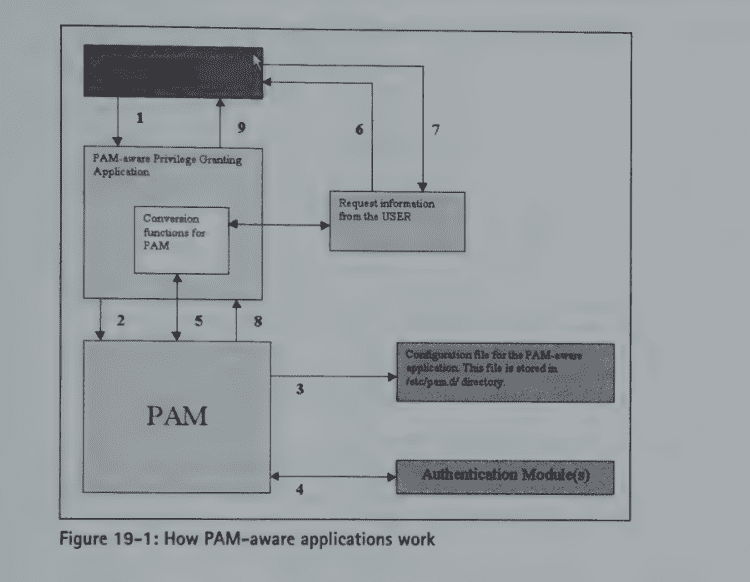 1
9
6
7
PAM-aware Privilege Granting
Application
Request information
from the USER
Conversion
functions for
PAM
2
5
8
Configuration file for the PAM-aware
application. This file is stored in
/etc/pam.d/ directory.
3
PAM
Authentication Module(s)
4
Figure 19-1: How PAM-aware applications work